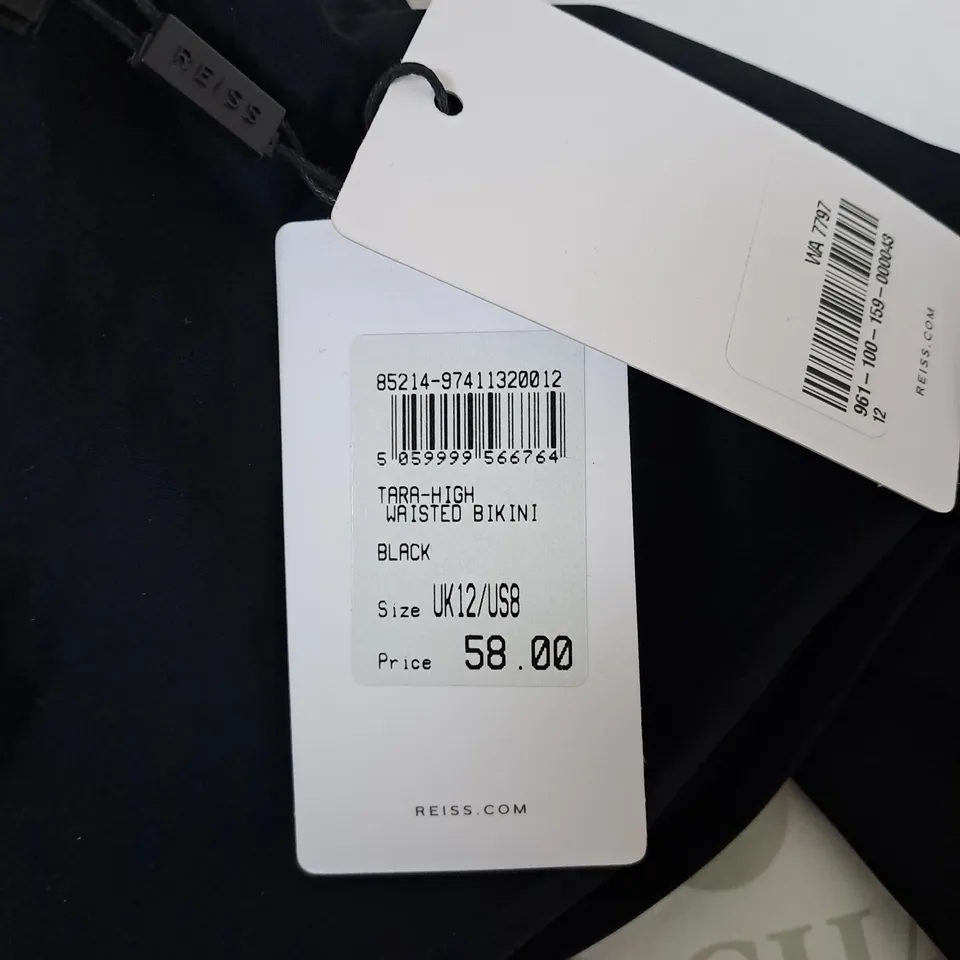 REISS
WA 7797
961-100-159-000043
12
REISS.COM
85214-97411320012
5 059999 566764
TARA-HIGH
WAISTED BIKINI
BLACK
Size UK12/US8
Price 58.00
REISS.COM